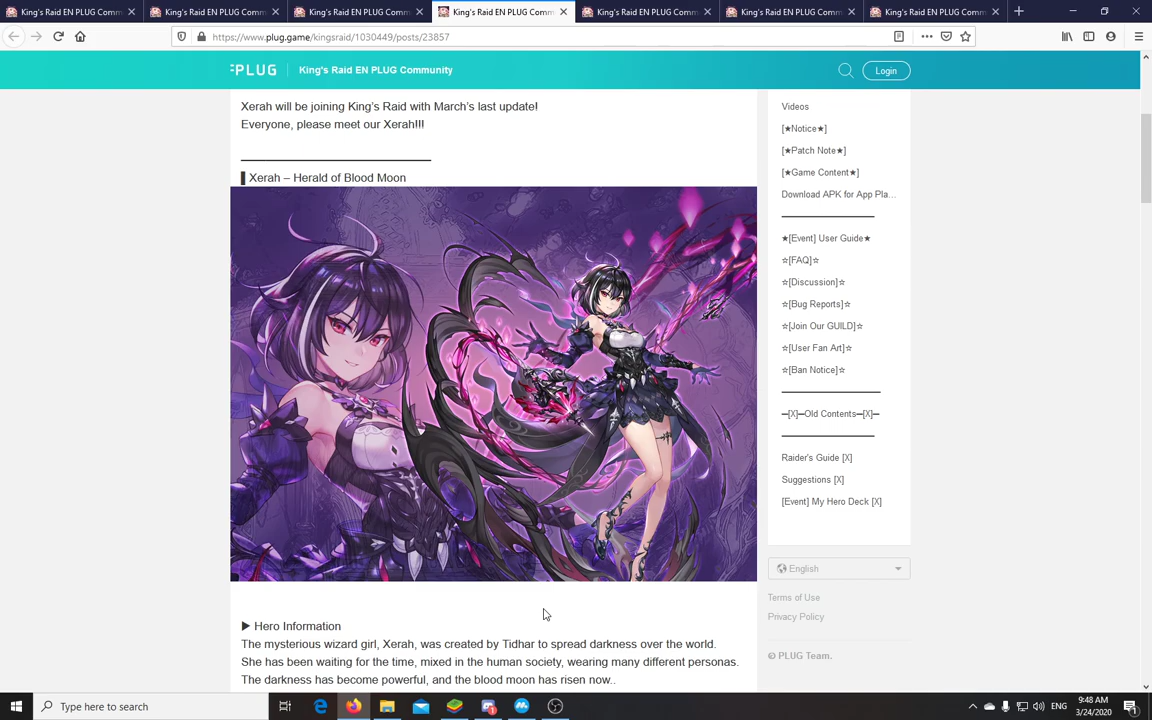 King's Raid EN PLUG Commu
King's Raid EN PLUG Comm
King's Raid EN PLUG Comm
King's Raid EN PLUG Comm
King's Raid EN PLUG Comm
King's Raid EN PLUG Comm
King's Raid EN PLUG Comm
https://www.plug.game/kingsraid/1030449/posts/23857
PLUG
King's Raid EN PLUG Community
Login
Xerah will be joining King's Raid with March's last update!
Everyone, please meet our Xerah!!!
▌Xerah – Herald of Blood Moon
▶ Hero Information
The mysterious wizard girl, Xerah, was created by Tidhar to spread darkness over the world.
She has been waiting for the time, mixed in the human society, wearing many different personas.
The darkness has become powerful, and the blood moon has risen now..
Videos
[★Notice★]
[★Patch Note★]
[★Game Content★]
Download APK for App Pla...
★[Event] User Guide★
☆[FAQ]☆
☆[Discussion]☆
☆[Bug Reports]☆
☆[Join Our GUILD]☆
☆[User Fan Art]☆
☆[Ban Notice]☆
━[X]━Old Contents━[X]━
Raider's Guide [X]
Suggestions [X]
[Event] My Hero Deck [X]
English
Terms of Use
Privacy Policy
© PLUG Team.
Type here to search
ENG
9:48 AM
3/24/2020
1